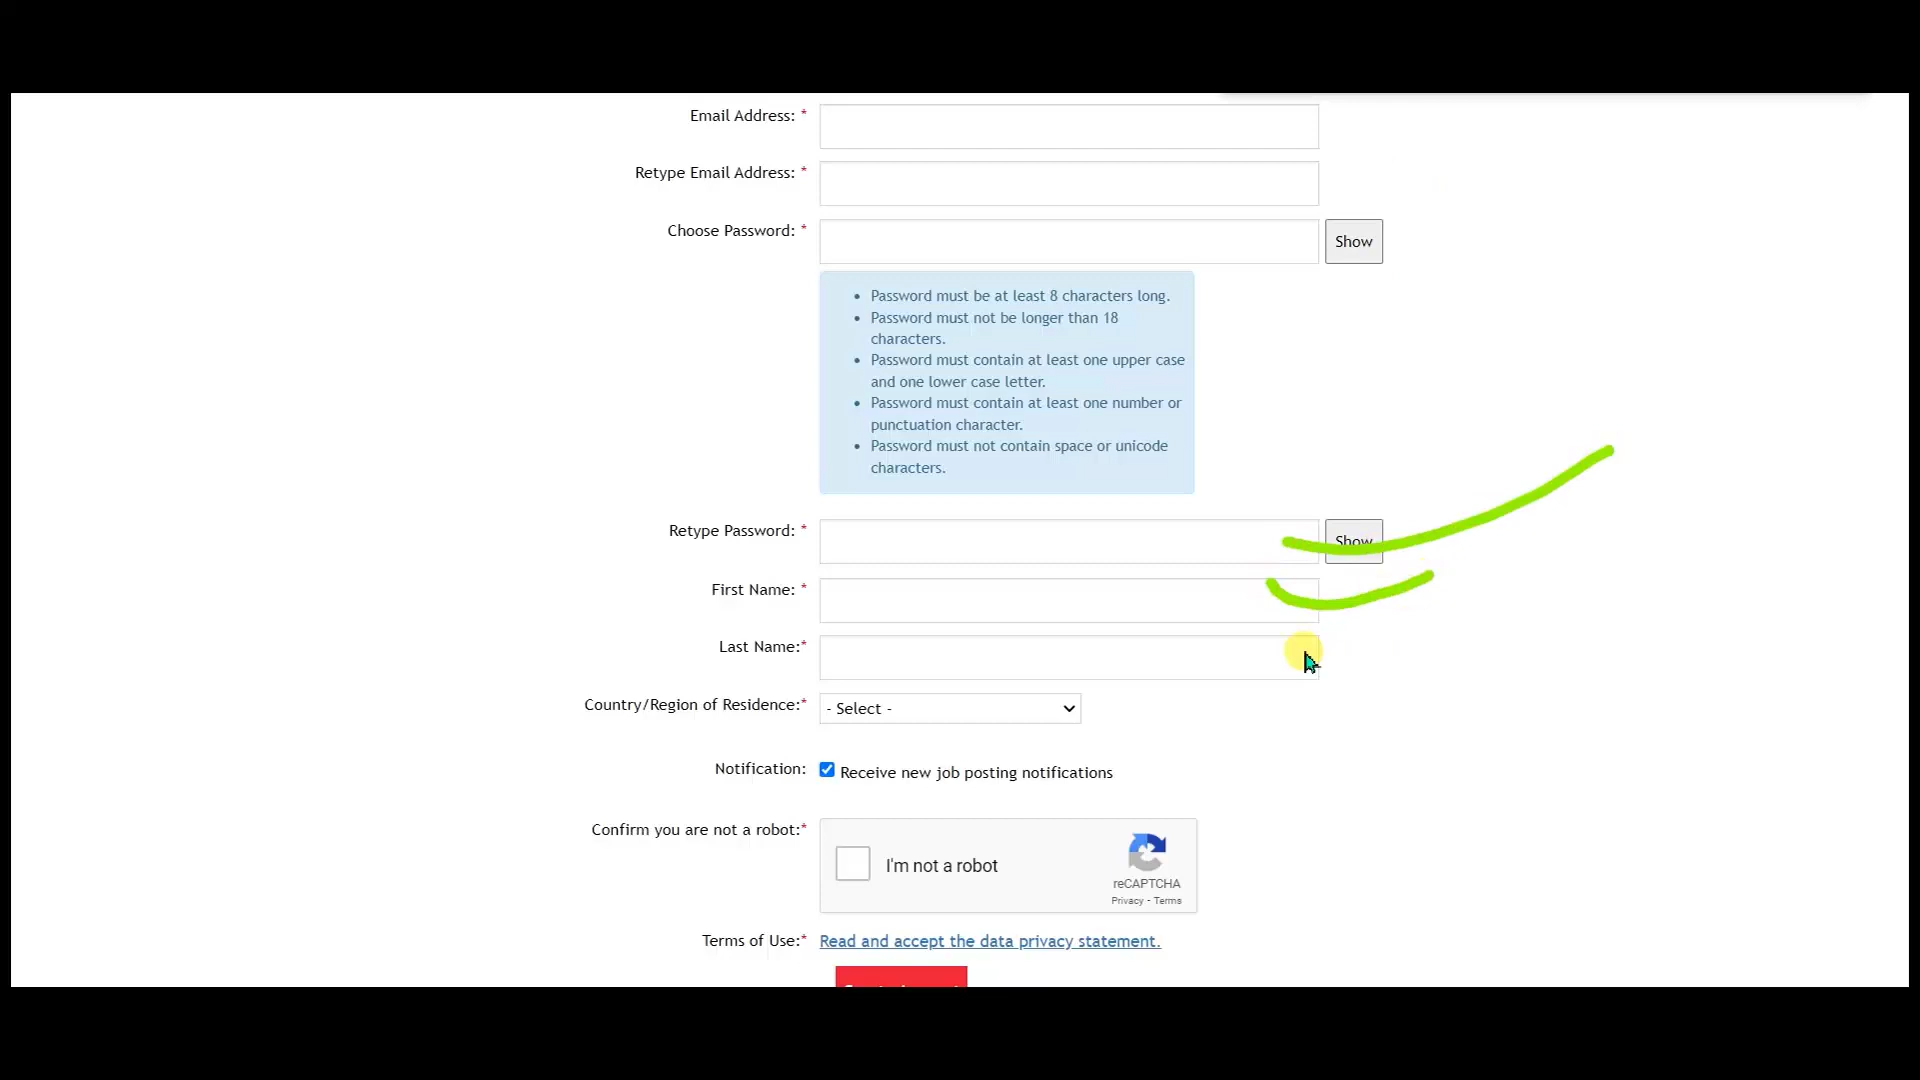 Email Address: *
Retype Email Address: *
Choose Password: *
Show
• Password must be at least 8 characters long.
• Password must not be longer than 18
characters.
• Password must contain at least one upper case
and one lower case letter.
• Password must contain at least one number or
punctuation character.
• Password must not contain space or unicode
characters.
Retype Password: *
Show
First Name: *
Last Name:*
Country/Region of Residence:*
- Select -
Notification:
Receive new job posting notifications
Confirm you are not a robot:*
I'm not a robot
reCAPTCHA
Privacy - Terms
Terms of Use:*
Read and accept the data privacy statement.